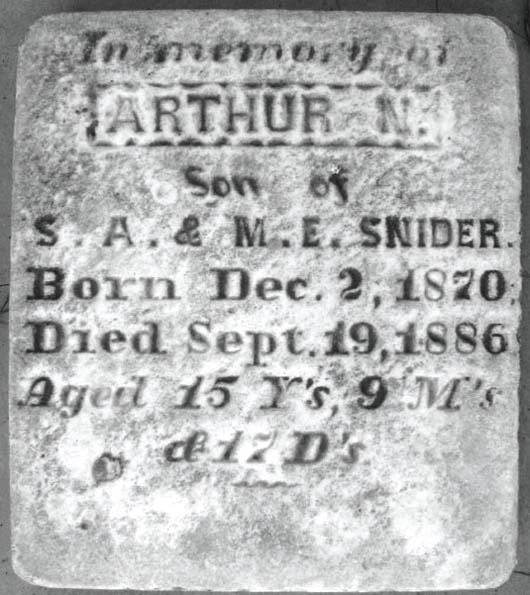 In memory of
ARTHUR N.
Son of
S. A. & M. E. SNIDER.
Born Dec. 2, 1870,
Died Sept. 19, 1886
Aged 15 Y's, 9 M's
& 17 D's